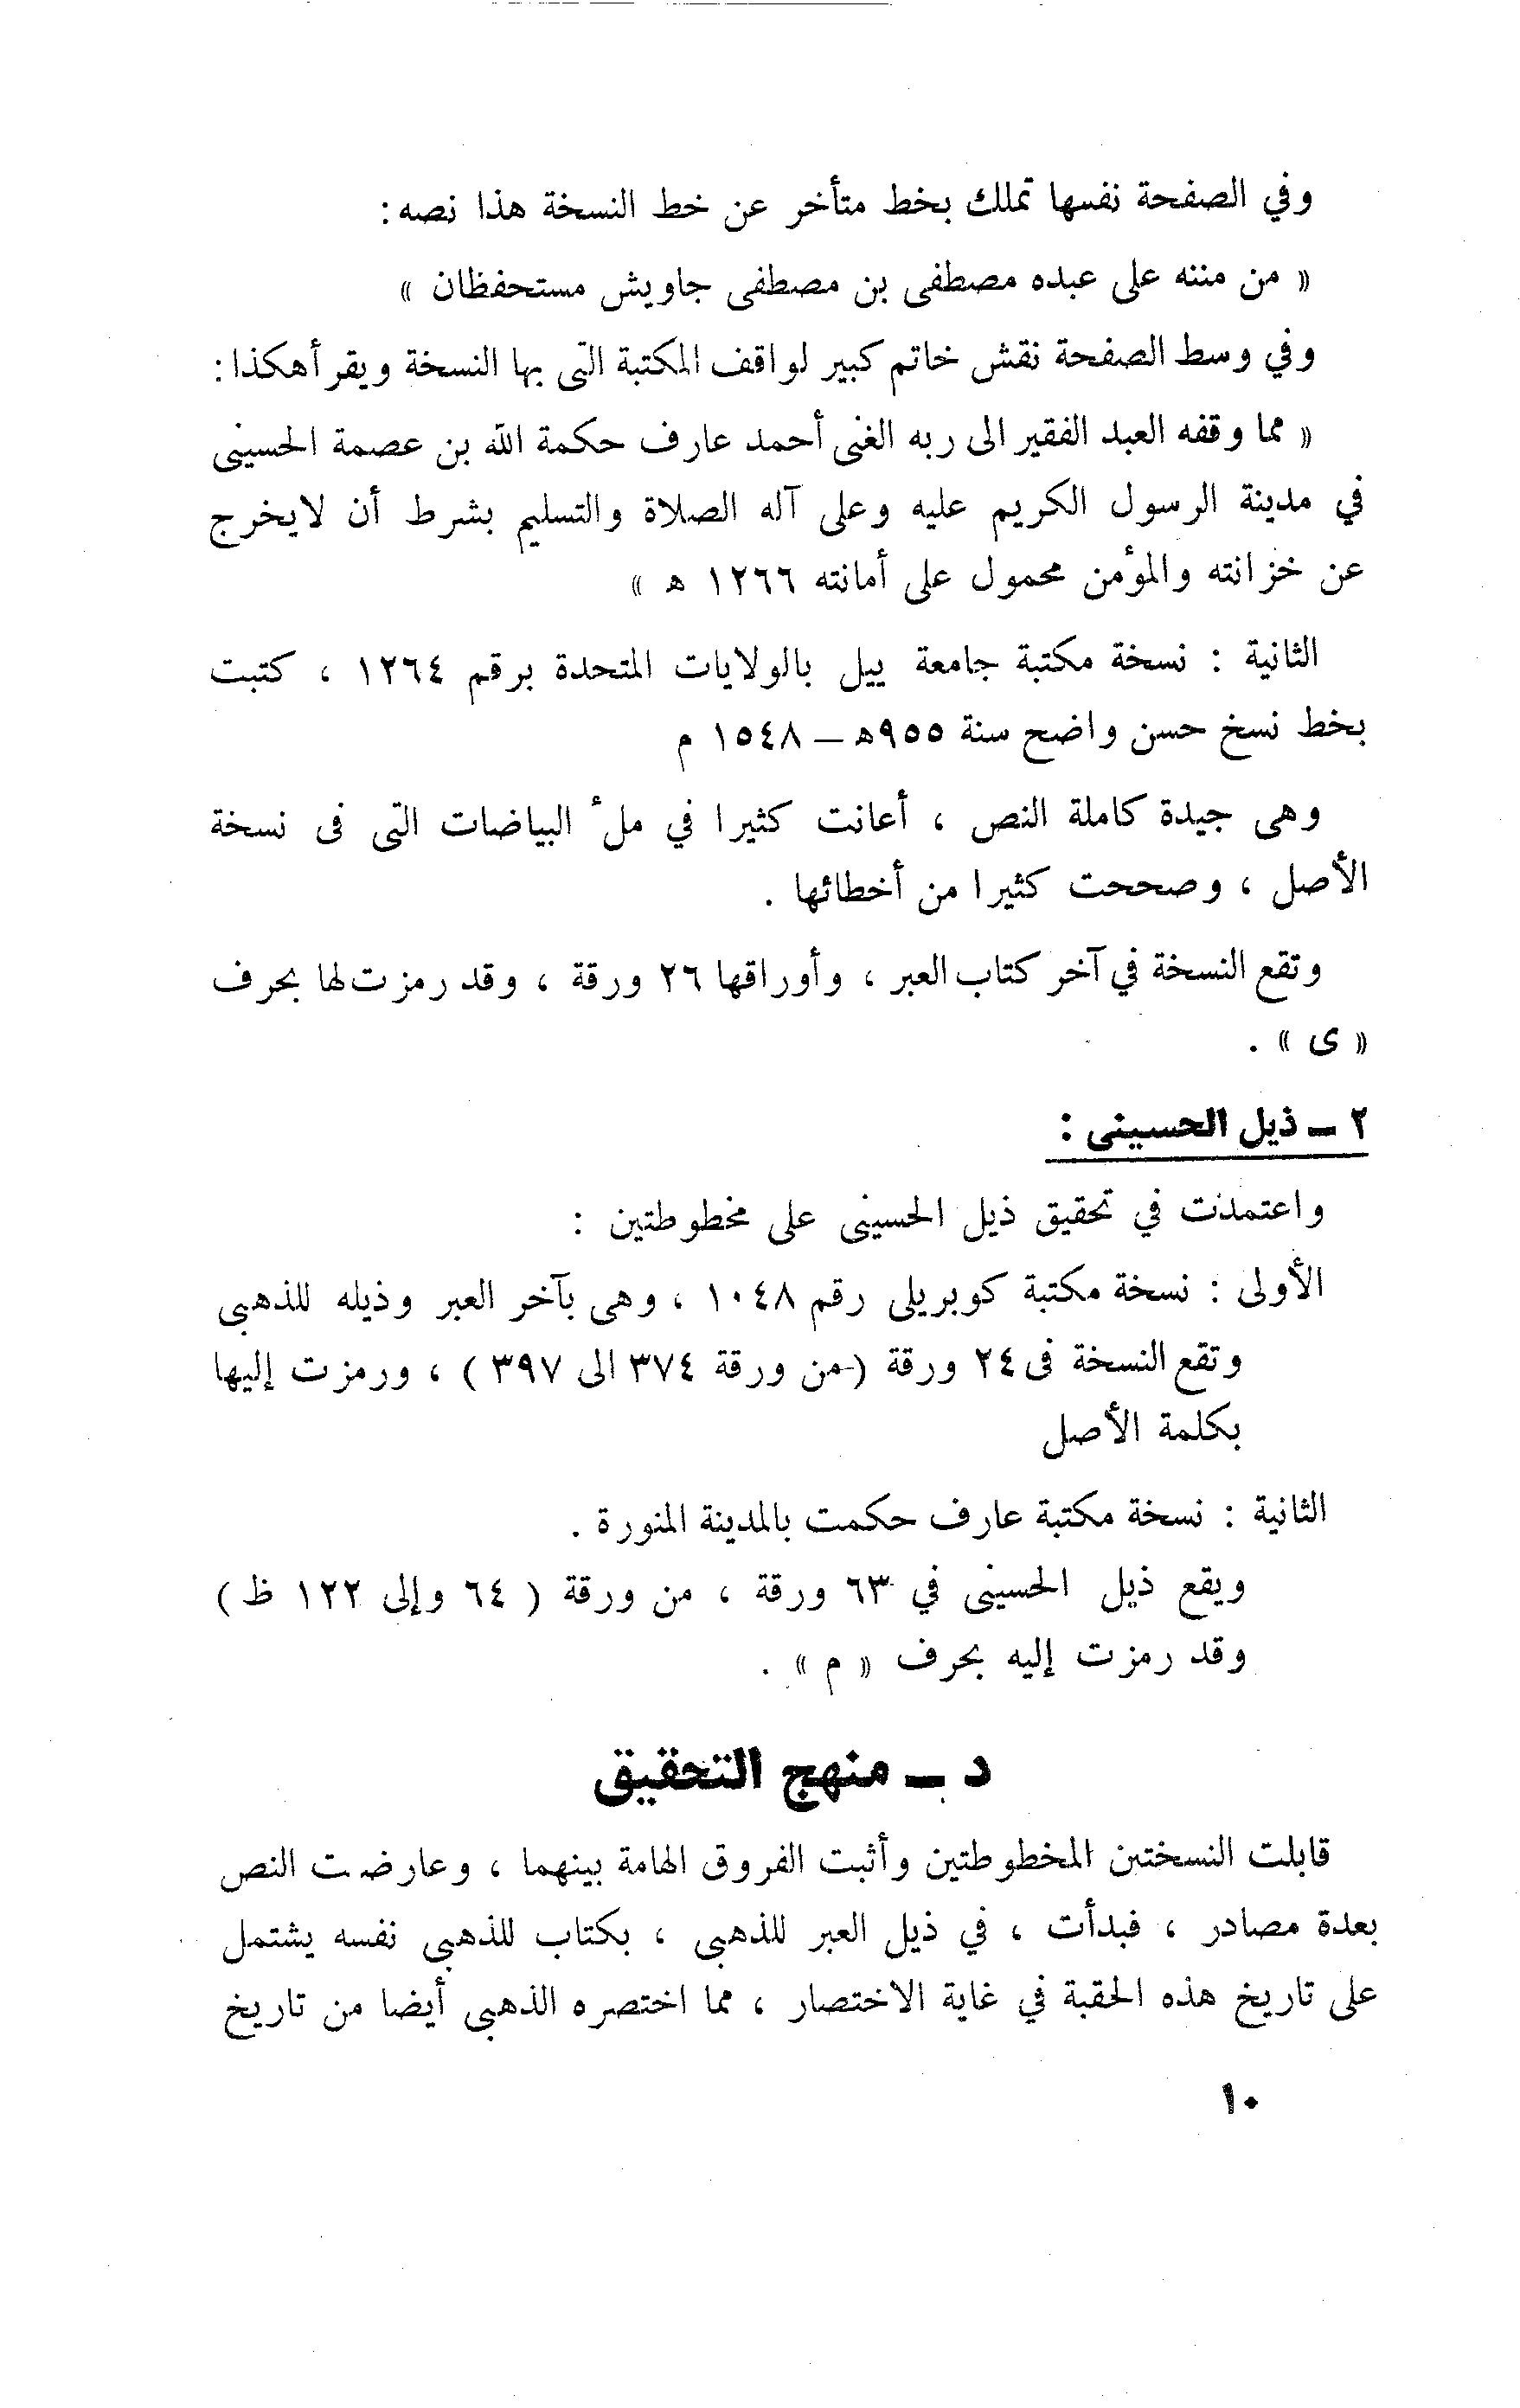 وفي الصفحة نفسها تملك بخط متأخر عن خط النسخة هذا نصه:
« من مننه على عبده مصطفى بن مصطفى جاويش مستحفظان »
وفي وسط الصفحة نقش خاتم كبير لواقف المكتبة التى بها النسخة ويقرأ هكذا:
« مما وقفه العبد الفقير الى ربه الغنى أحمد عارف حكمة الله بن عصمة الحسينى
في مدينة الرسول الكريم عليه وعلى آله الصلاة والتسليم بشرط أن لايخرج
عن خزانته والمؤمن محمول على أمانته ١٢٦٦ ه »
الثانية : نسخة مكتبة جامعة ييل بالولايات المتحدة برقم ١٢٦٤ ، كتبت
بخط نسخ حسن واضح سنة ٩٥٥ه – ١٥٤٨ م
وهى جيدة كاملة النص ، أعانت كثيرا في ملء البياضات التى فى نسخة
الأصل ، وصححت كثيرا من أخطائها .
وتقع النسخة في آخر كتاب العبر ، وأوراقها ٢٦ ورقة ، وقد رمزت لها بحرف
« ى » .
٢ – ذيل الحسينى :
واعتمدت في تحقيق ذيل الحسينى على مخطوطتين :
الأولى : نسخة مكتبة كوبريلى رقم ١٠٤٨ ، وهى بآخر العبر وذيله للذهبى
وتقع النسخة فى ٢٤ ورقة (من ورقة ٣٧٤ الى ٣٩٧ ) ، ورمزت إليها
بكلمة الأصل
الثانية : نسخة مكتبة عارف حكمت بالمدينة المنورة .
ويقع ذيل الحسينى في ٦٣ ورقة ، من ورقة ( ٦٤ وإلى ١٢٢ ظ )
وقد رمزت إليه بحرف « م » .
د – منهج التحقيق
قابلت النسختين المخطوطتين وأثبت الفروق الهامة بينهما ، وعارضت النص
بعدة مصادر ، فبدأت ، في ذيل العبر للذهبى ، بكتاب للذهبى نفسه يشتمل
على تاريخ هذه الحقبة في غاية الاختصار ، مما اختصره الذهبى أيضا من تاريخ
١٠